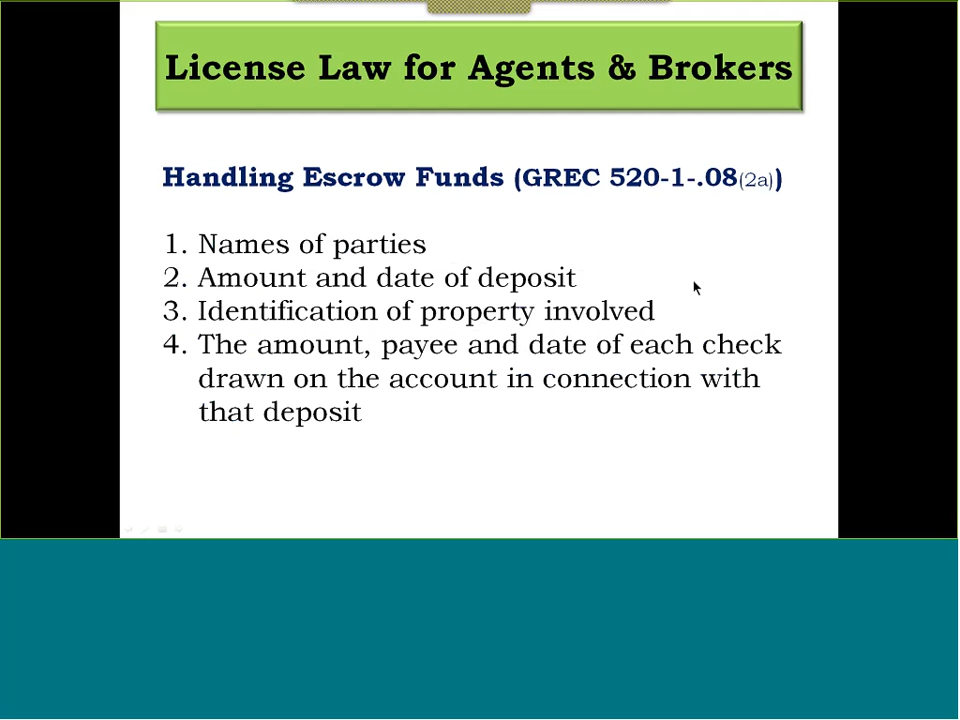 License Law for Agents & Brokers
Handling Escrow Funds (GREC 520-1-.08(2a))
1. Names of parties
2. Amount and date of deposit
3. Identification of property involved
4. The amount, payee and date of each check
drawn on the account in connection with
that deposit